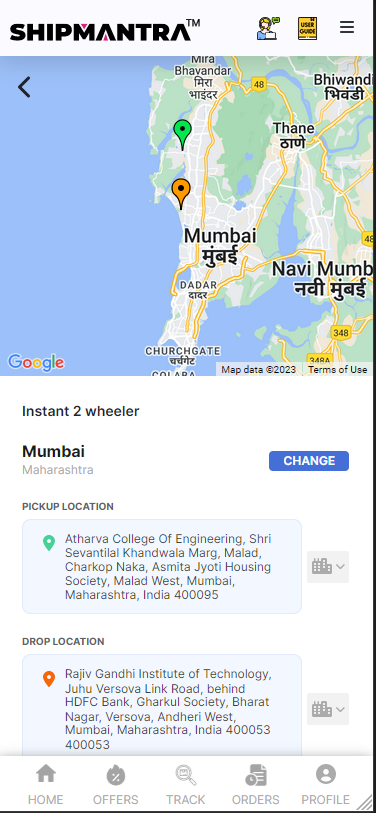 SHIPMANTRA™
USER
GUIDE
Mira
Bhayandar
मिरा
भाइंदर
48
Bhiwandi
भिवंडी
Thane
ठाणे
Mumbai
मुंबई
48
Navi Mumb
नवी मुंबई
DADAR
दादर
348
CHURCHGATE
चर्चगेट
348A
COLABA
Google
Map data ©2023
Terms of Use
Instant 2 wheeler
Mumbai
CHANGE
Maharashtra
PICKUP LOCATION
Atharva College Of Engineering, Shri
Sevantilal Khandwala Marg, Malad,
Charkop Naka, Asmita Jyoti Housing
Society, Malad West, Mumbai,
Maharashtra, India 400095
DROP LOCATION
Rajiv Gandhi Institute of Technology,
Juhu Versova Link Road, behind
HDFC Bank, Gharkul Society, Bharat
Nagar, Versova, Andheri West,
Mumbai, Maharashtra, India 400053
400053
HOME OFFERS TRACK ORDERS PROFILE